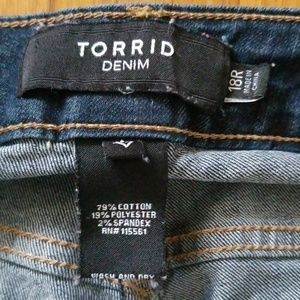 TORRID
DENIM
18R
MADE IN
CHINA
79% COTTON
19% POLYESTER
2% SPANDEX
RN# 115561
WASH AND DRY